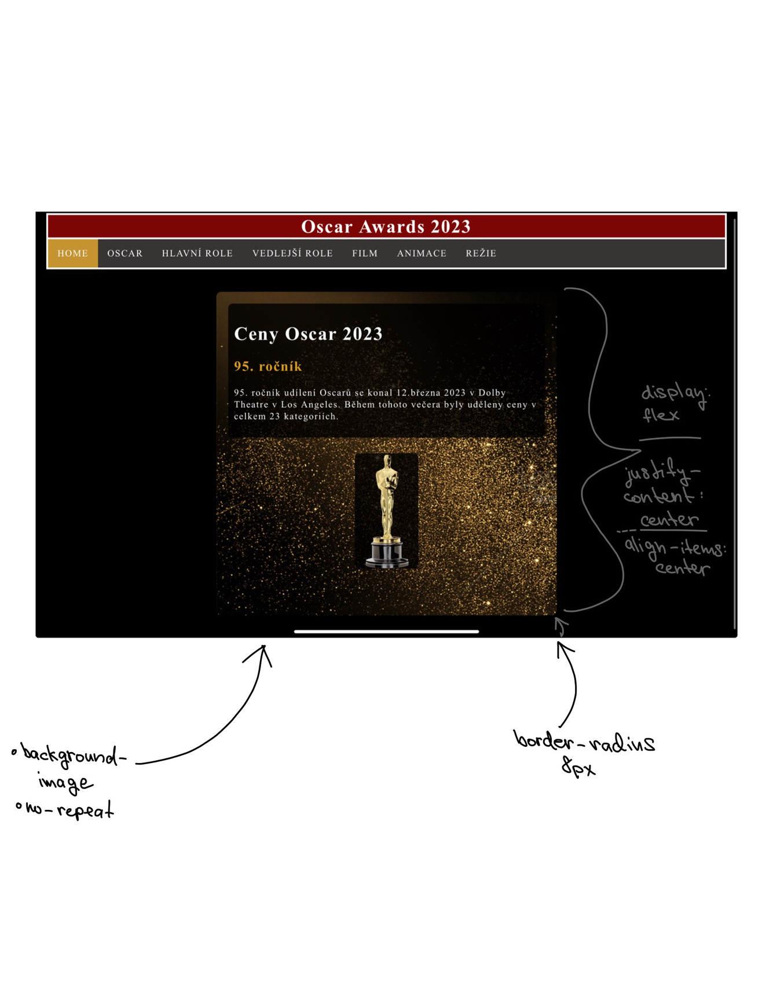 Oscar Awards 2023
HOME OSCAR HLAVNÍ ROLE VEDLEJŠÍ ROLE FILM ANIMACE REŽIE
Ceny Oscar 2023
95. ročník
95. ročník udílení Oscarů se konal 12.března 2023 v Dolby
Theatre v Los Angeles. Během tohoto večera byly uděleny ceny v
celkem 23 kategoriích.
display:
flex
justify-
content:
center
align-items:
center
• background-
image
• no-repeat
border-radius
8px